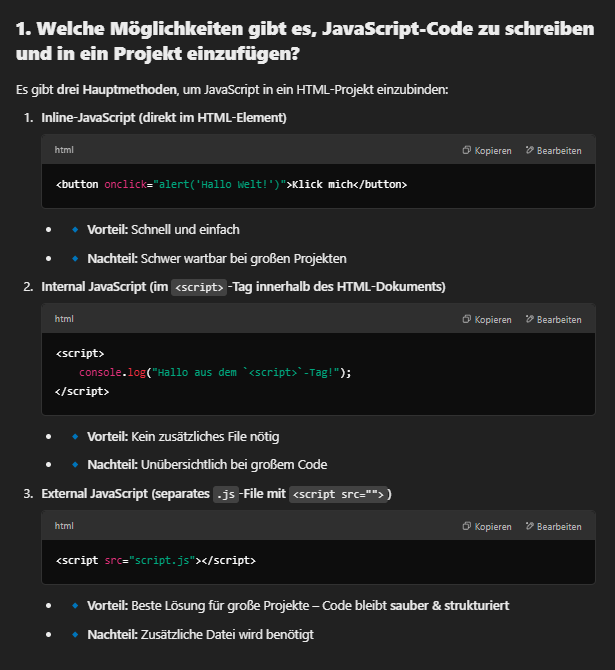 1. Welche Möglichkeiten gibt es, JavaScript-Code zu schreiben
und in ein Projekt einzufügen?
Es gibt drei Hauptmethoden, um JavaScript in ein HTML-Projekt einzubinden:
1. Inline-JavaScript (direkt im HTML-Element)
html Kopieren Bearbeiten
<button onclick="alert('Hallo Welt!')">Klick mich</button>
• 🔹 Vorteil: Schnell und einfach
• 🔹 Nachteil: Schwer wartbar bei großen Projekten
2. Internal JavaScript (im <script>-Tag innerhalb des HTML-Dokuments)
html Kopieren Bearbeiten
<script>
    console.log("Hallo aus dem `<script>`-Tag!");
</script>
• 🔹 Vorteil: Kein zusätzliches File nötig
• 🔹 Nachteil: Unübersichtlich bei großem Code
3. External JavaScript (separates .js-File mit <script src="">)
html Kopieren Bearbeiten
<script src="script.js"></script>
• 🔹 Vorteil: Beste Lösung für große Projekte – Code bleibt sauber & strukturiert
• 🔹 Nachteil: Zusätzliche Datei wird benötigt